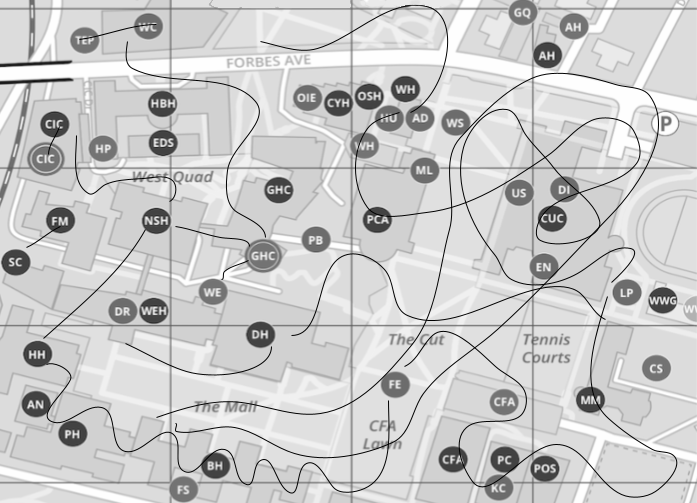 GQ
TEP WC AH
AH
FORBES AVE
OIE CYH OSH WH
HBH
HU AD WS P
CIC
EDS
HP WH
CIC
ML
West Quad
GHC US DI
FM NSH PCA CUC
PB
SC GHC
EN
WE LP WWG
DR WEH
DH
The Cut Tennis
Courts
HH
CS
FE
AN The Mall CFA MM
CFA
Lawn
PH
BH CFA PC POS
FS KC